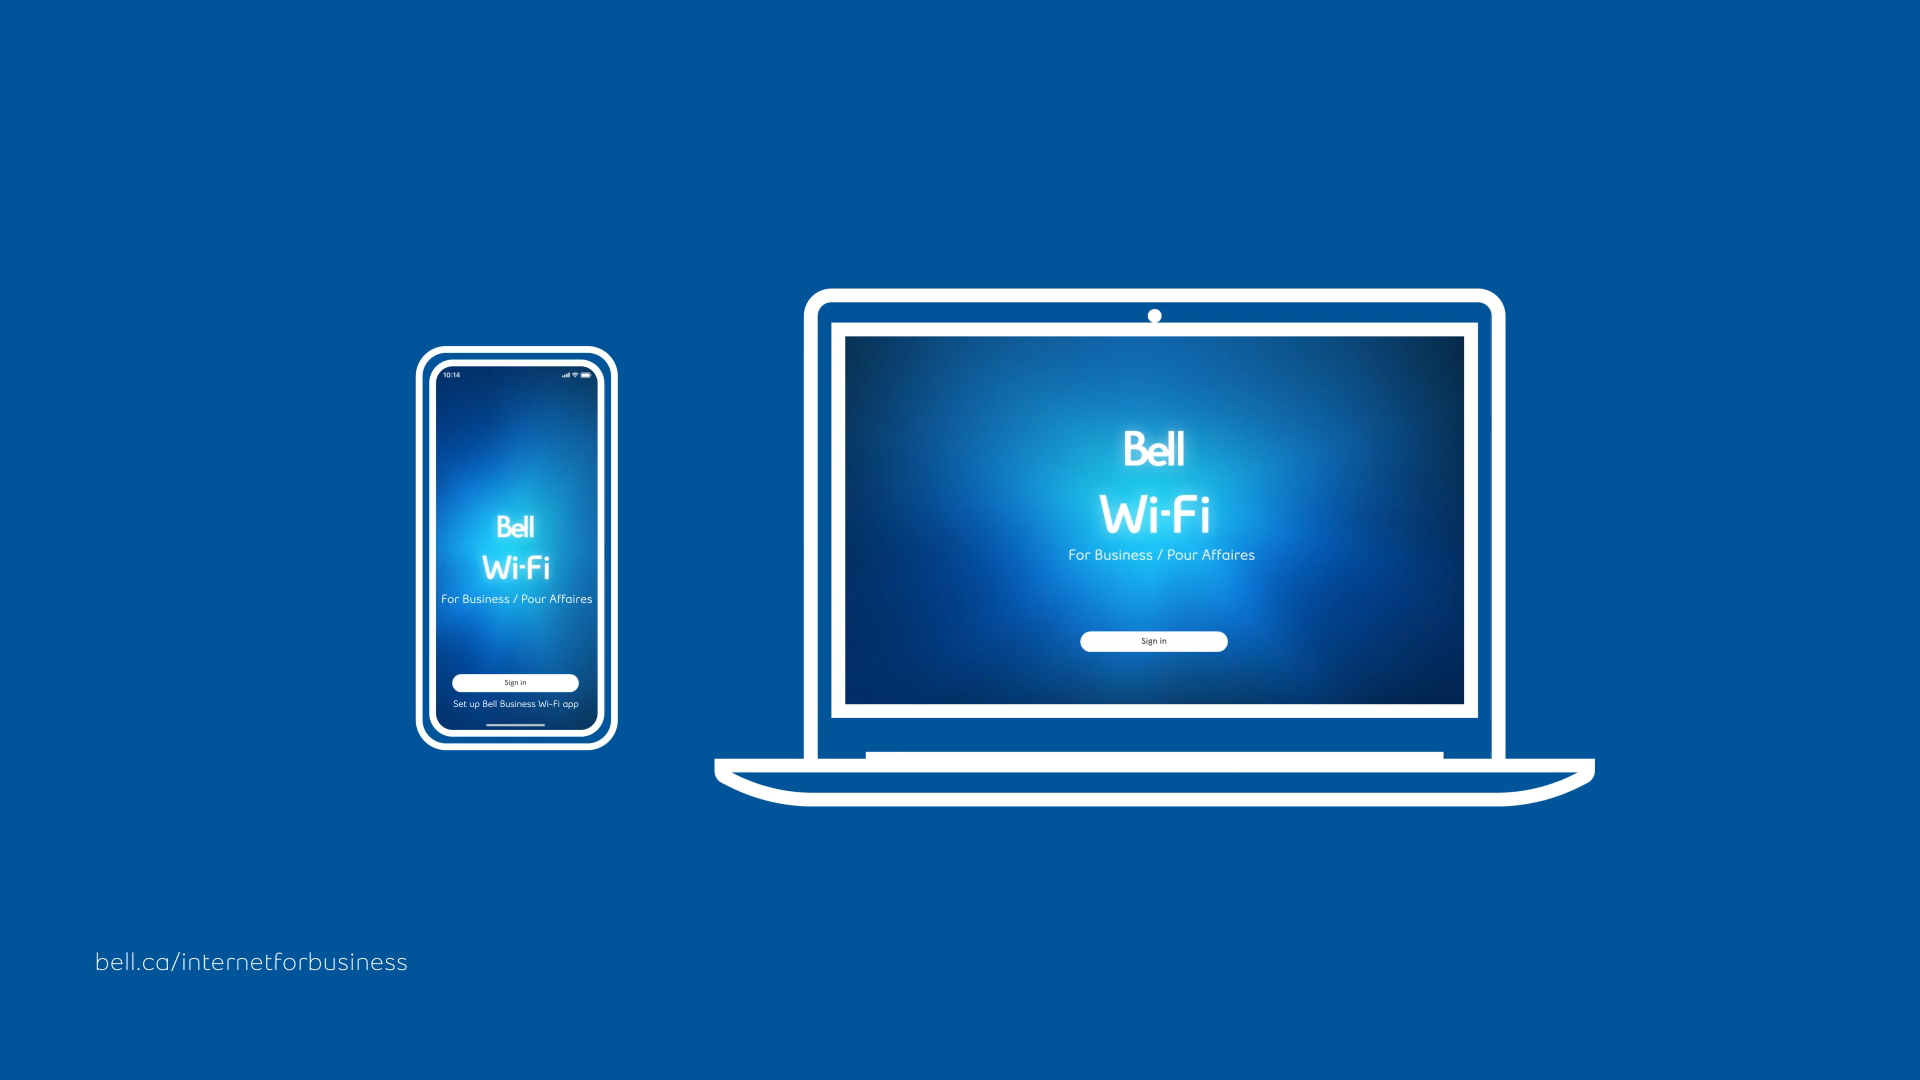 10:14
Bell
Wi-Fi
For Business / Pour Affaires
Sign in
Set up Bell Business Wi-Fi app
Bell
Wi-Fi
For Business / Pour Affaires
Sign in
bell.ca/internetforbusiness